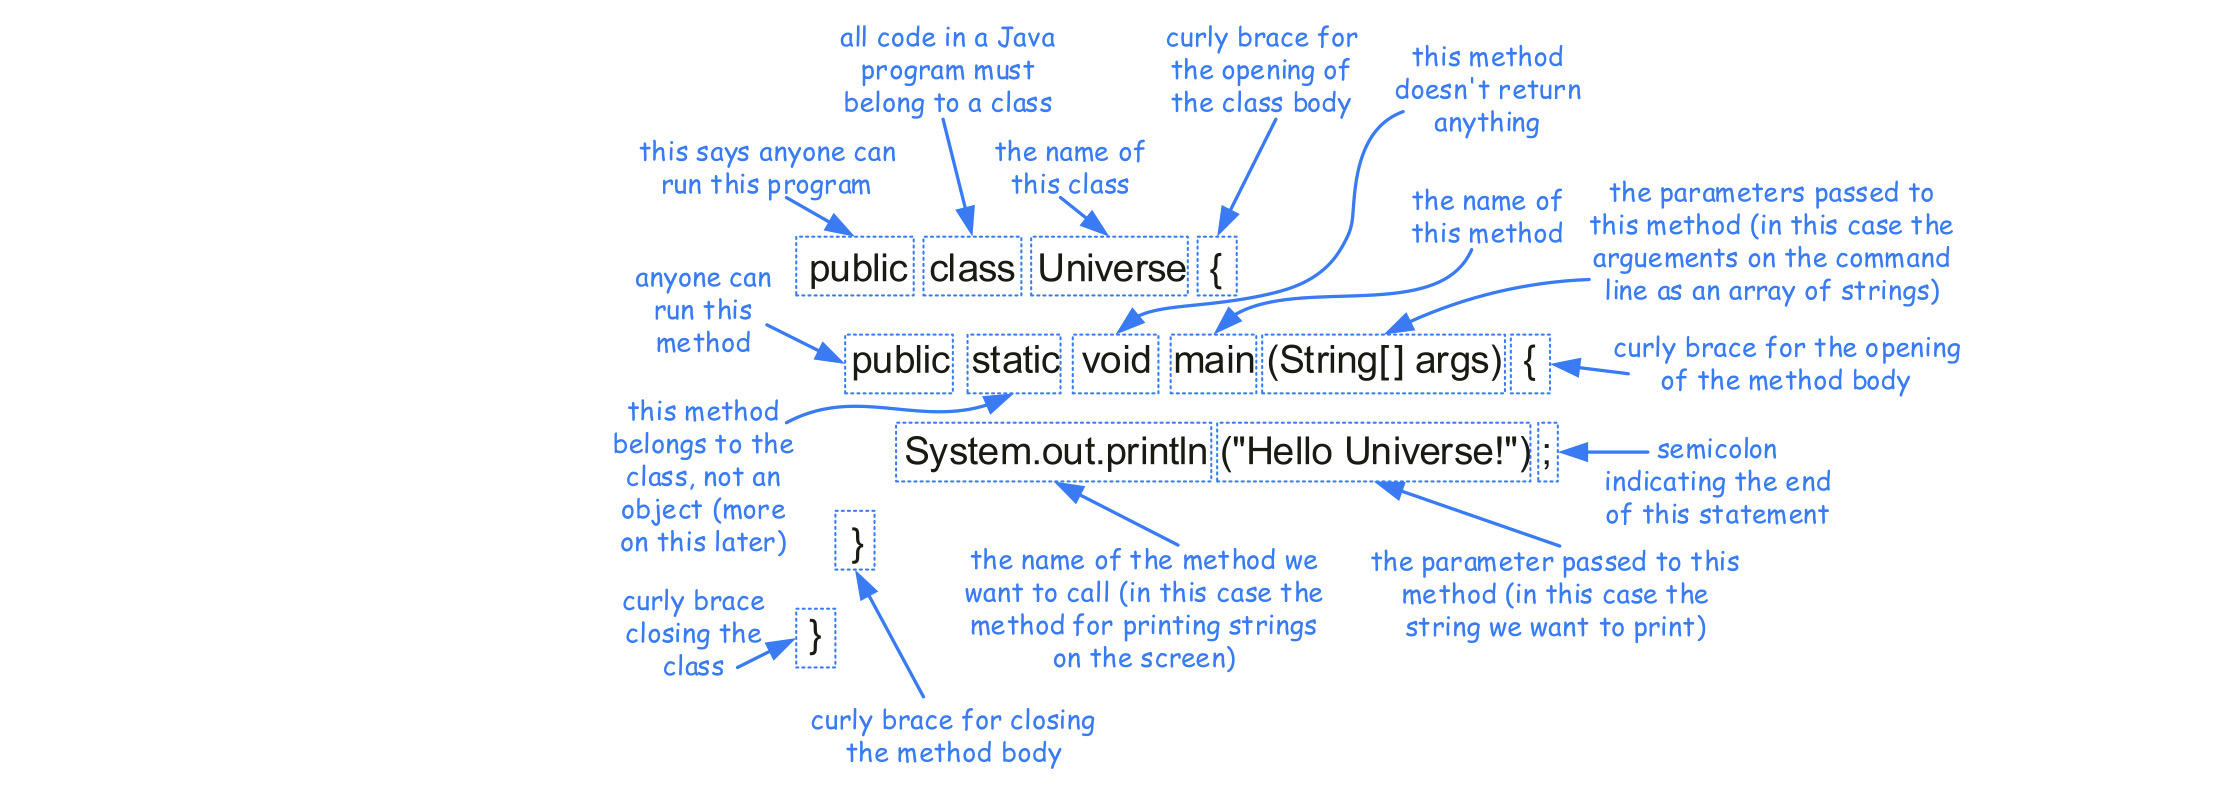 all code in a Java
program must
belong to a class
curly brace for
the opening of
the class body
this method
doesn't return
anything
this says anyone can
run this program
the name of
this class
the name of
this method
the parameters passed to
this method (in this case the
arguements on the command
line as an array of strings)
public class Universe {
anyone can
run this
method
public static void main (String[] args) {
curly brace for the opening
of the method body
this method
belongs to the
class, not an
object (more
on this later)
System.out.println ("Hello Universe!") ;
semicolon
indicating the end
of this statement
}
the name of the method we
want to call (in this case the
method for printing strings
on the screen)
the parameter passed to this
method (in this case the
string we want to print)
curly brace
closing the
class
}
curly brace for closing
the method body